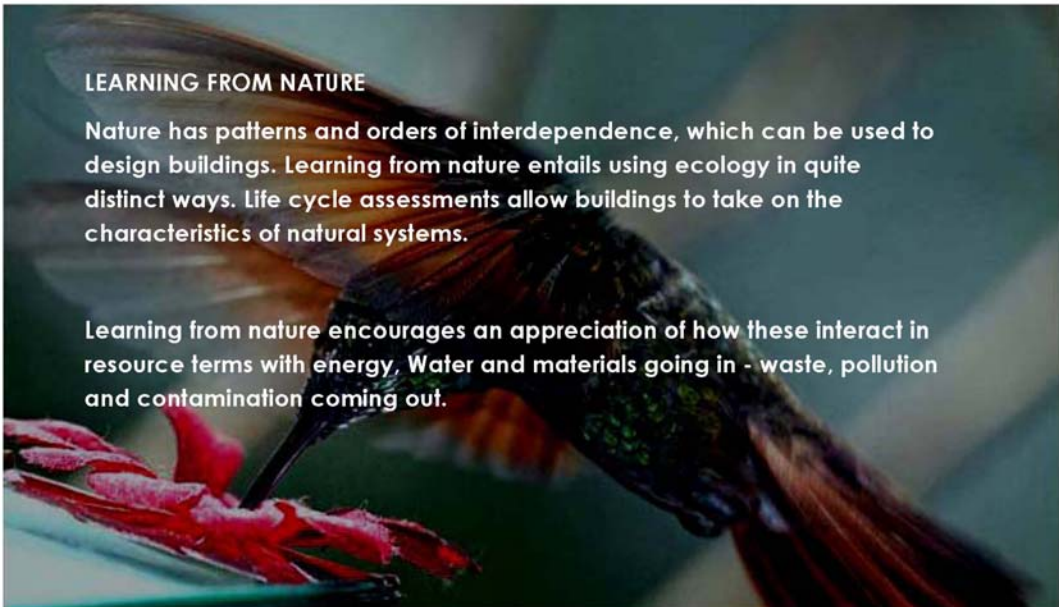 LEARNING FROM NATURE
Nature has patterns and orders of interdependence, which can be used to
design buildings. Learning from nature entails using ecology in quite
distinct ways. Life cycle assessments allow buildings to take on the
characteristics of natural systems.
Learning from nature encourages an appreciation of how these interact in
resource terms with energy, Water and materials going in - waste, pollution
and contamination coming out.